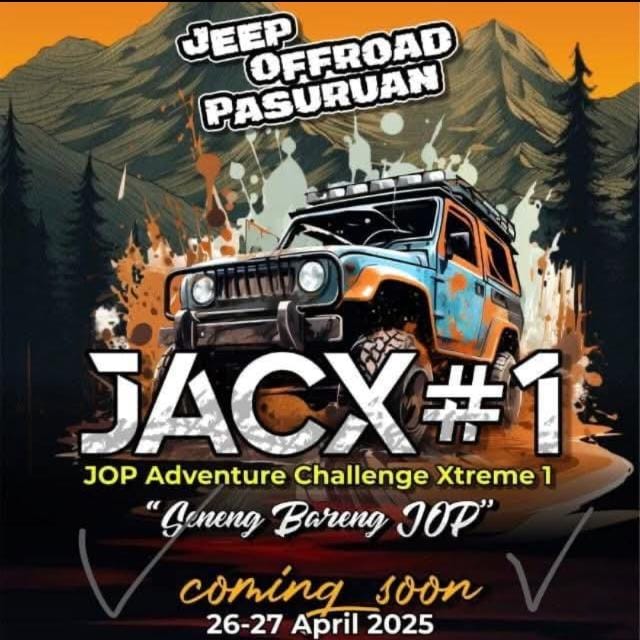 JEEP
OFFROAD
PASURUAN
JACX#1
JOP Adventure Challenge Xtreme 1
"Seneng Bareng JOP"
coming soon
26-27 April 2025